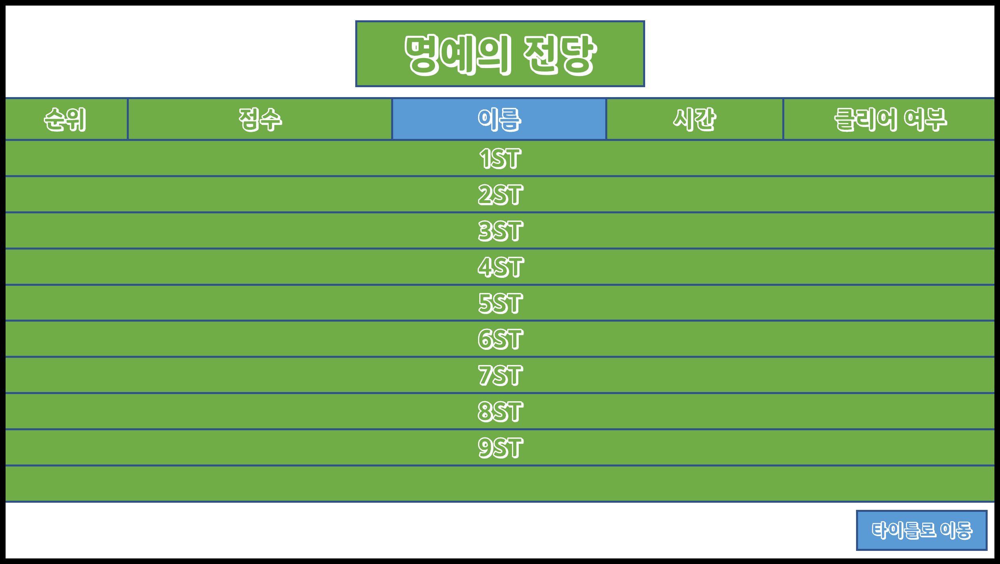 명예의 전당
순위 점수 이름 시간 클리어 여부
1ST
2ST
3ST
4ST
5ST
6ST
7ST
8ST
9ST
타이틀로 이동